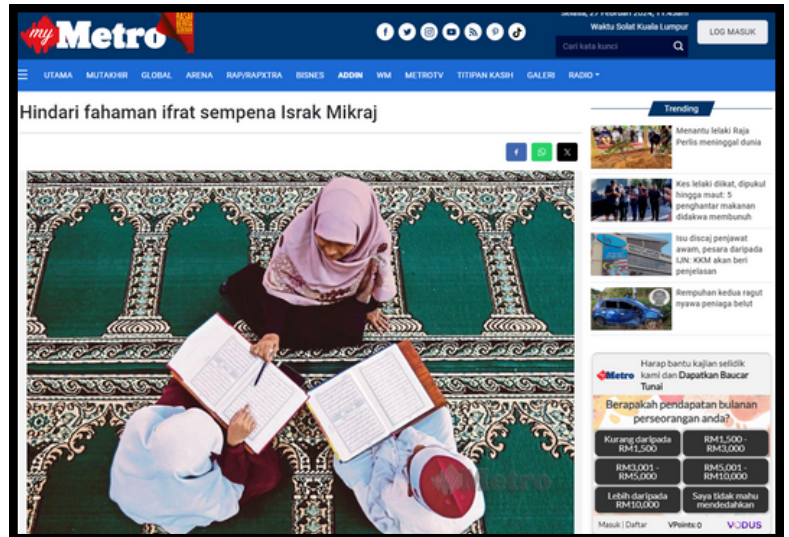 my Metro
Selasa, 27 Februari 2024, 11:43am
Waktu Solat Kuala Lumpur
Cari kata kunci
LOG MASUK
UTAMA MUTAKHIR GLOBAL ARENA RAP/RAPXTRA BISNES ADDIN WM METROTV TITIPAN KASIH GALERI RADIO
Hindari fahaman ifrat sempena Israk Mikraj
Trending
Menantu lelaki Raja
Perlis meninggal dunia
Kes lelaki diikat, dipukul
hingga maut: 5
penghantar makanan
didakwa membunuh
Isu discaj penjawat
awam, pesara daripada
IJN: KKM akan beri
penjelasan
Rempuhan kedua ragut
nyawa peniaga belut
Metro
Harap bantu kajian selidik
kami dan Dapatkan Baucar
Tunai
Berapakah pendapatan bulanan
perseorangan anda?
Kurang daripada
RM1,500
RM1,500 -
RM3,000
RM3,001 -
RM5,000
RM5,001 -
RM10,000
Lebih daripada
RM10,000
Saya tidak mahu
mendedahkan
Masuk | Daftar VPoints: 0 VODUS
Metro